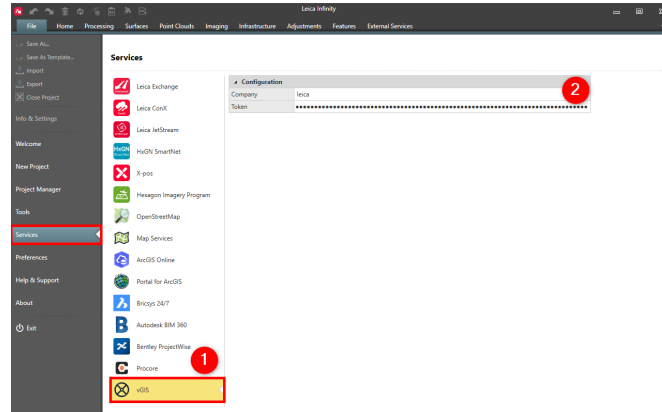 Leica Infinity
File Home Processing Surfaces Point Clouds Imaging Infrastructure Adjustments Features External Services
Save As...
Save As Template...
Import
Export
Close Project
Info & Settings
Welcome
New Project
Project Manager
Tools
Services
Preferences
Help & Support
About
Exit
Services
Leica Exchange
Leica ConX
Leica JetStream
HxGN SmartNet
X-pos
Hexagon Imagery Program
OpenStreetMap
Map Services
ArcGIS Online
Portal for ArcGIS
Bricsys 24/7
Autodesk BIM 360
Bentley ProjectWise
Procore
1
vGIS
Configuration
2
Company leica
Token